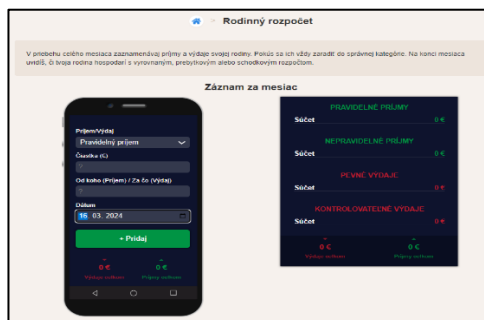 Rodinný rozpočet
V priebehu celého mesiaca zaznamenávaj príjmy a výdaje svojej rodiny. Pokús sa ich vždy zaradiť do správnej kategórie. Na konci mesiaca
uvidíš, či tvoja rodina hospodári s vyrovnaným, prebytkovým alebo schodkovým rozpočtom.
Záznam za mesiac
Príjem/Výdaj
Pravidelný príjem
Čiastka (€)
?
Od koho (Príjem) / Za čo (Výdaj)
?
Dátum
16. 03. 2024
+ Pridaj
0 € 0 €
Výdaje celkom Príjmy celkom
PRAVIDELNÉ PRÍJMY
Súčet 0 €
NEPRAVIDELNÉ PRÍJMY
Súčet 0 €
PEVNÉ VÝDAJE
Súčet 0 €
KONTROLOVATEĽNÉ VÝDAJE
Súčet 0 €
0 € 0 €
Výdaje celkom Príjmy celkom